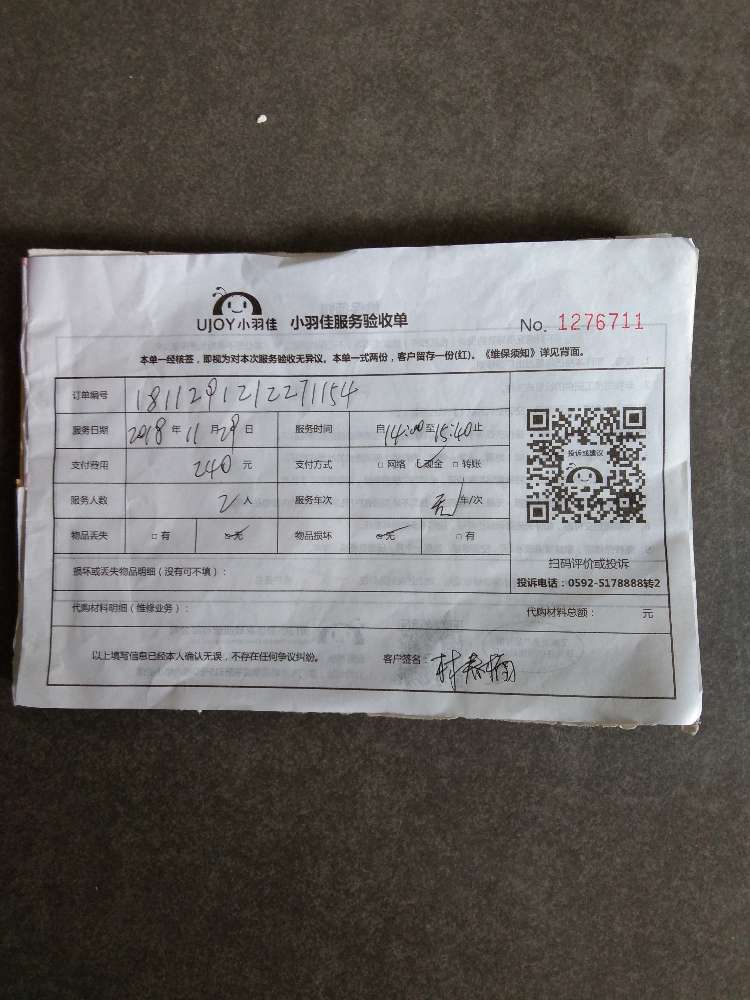 UJOY小羽佳 小羽佳服务验收单 No. 1276711
本单一经核签，即视为对本次服务验收无异议。本单一式两份，客户留存一份(红)。《维保须知》详见背面。
订单编号 181129121227 1154
服务日期 2018年11月29日 服务时间 自14:00至15:40止
支付费用 240元 支付方式 □网络 □现金 □转账
服务人数 2人 服务车次 无 车/次
物品丢失 □有 □无 物品损坏 □无 □有
损坏或丢失物品明细（没有可不填）：
代购材料明细（维修业务）： 代购材料总额： 元
投诉或建议
扫码评价或投诉
投诉电话：0592-5178888转2
以上填写信息已经本人确认无误，不存在任何争议纠纷。 客户签名：